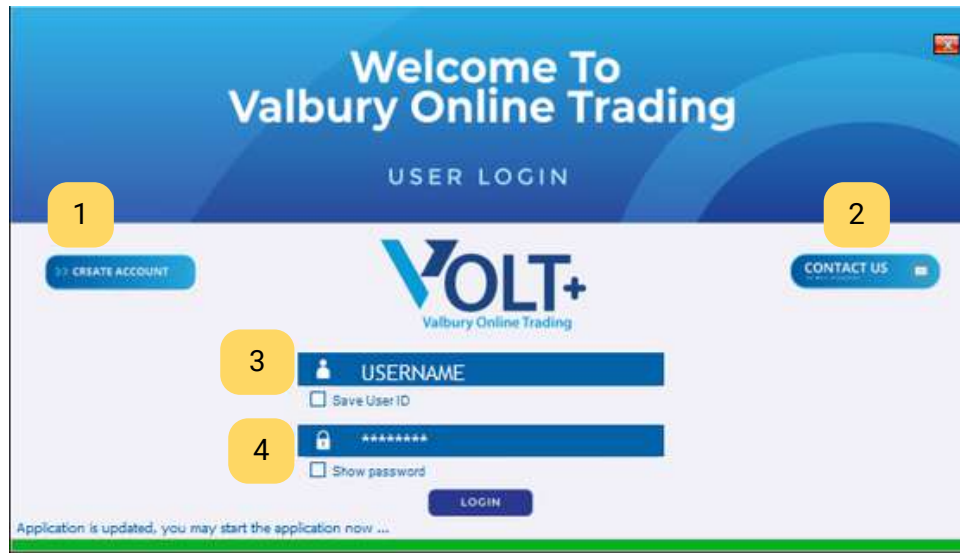 Welcome To
Valbury Online Trading
USER LOGIN
1
2
>> CREATE ACCOUNT
CONTACT US
VOLT+
Valbury Online Trading
3
USERNAME
Save User ID
4
********
Show password
LOGIN
Application is updated, you may start the application now ...